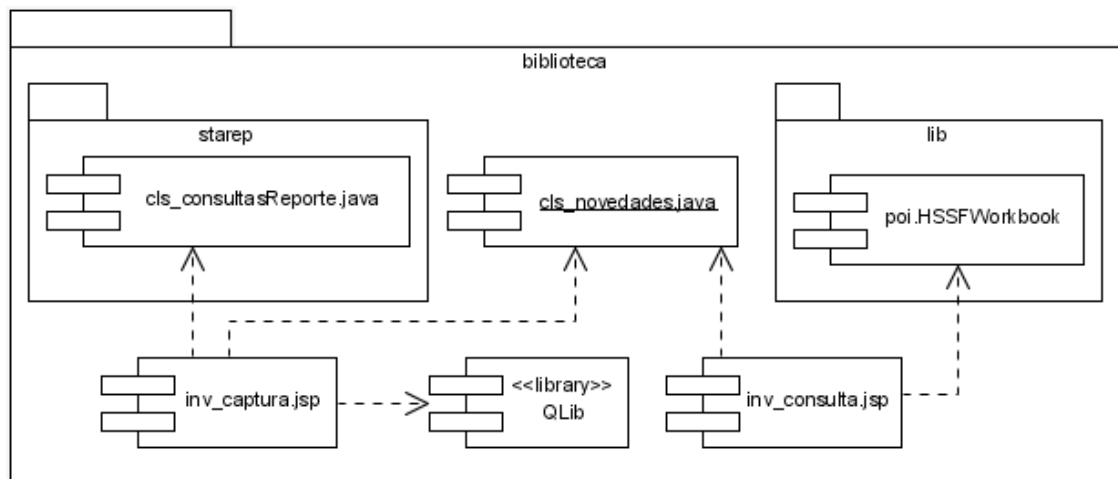 biblioteca
starep
lib
cls_consultasReporte.java
cls_novedades.java
poi.HSSFWorkbook
inv_captura.jsp
<<library>>
QLib
inv_consulta.jsp